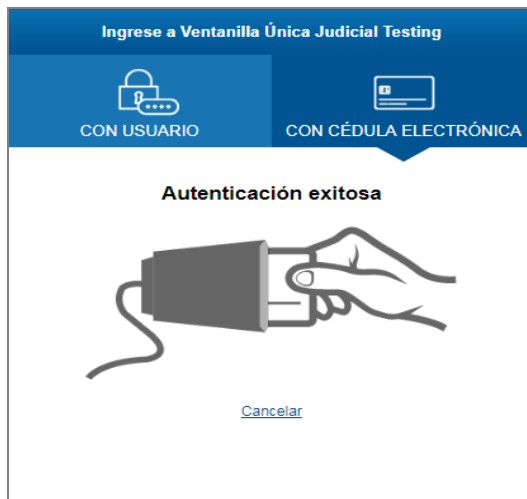 Ingrese a Ventanilla Única Judicial Testing
****
CON USUARIO
CON CÉDULA ELECTRÓNICA
Autenticación exitosa
Cancelar